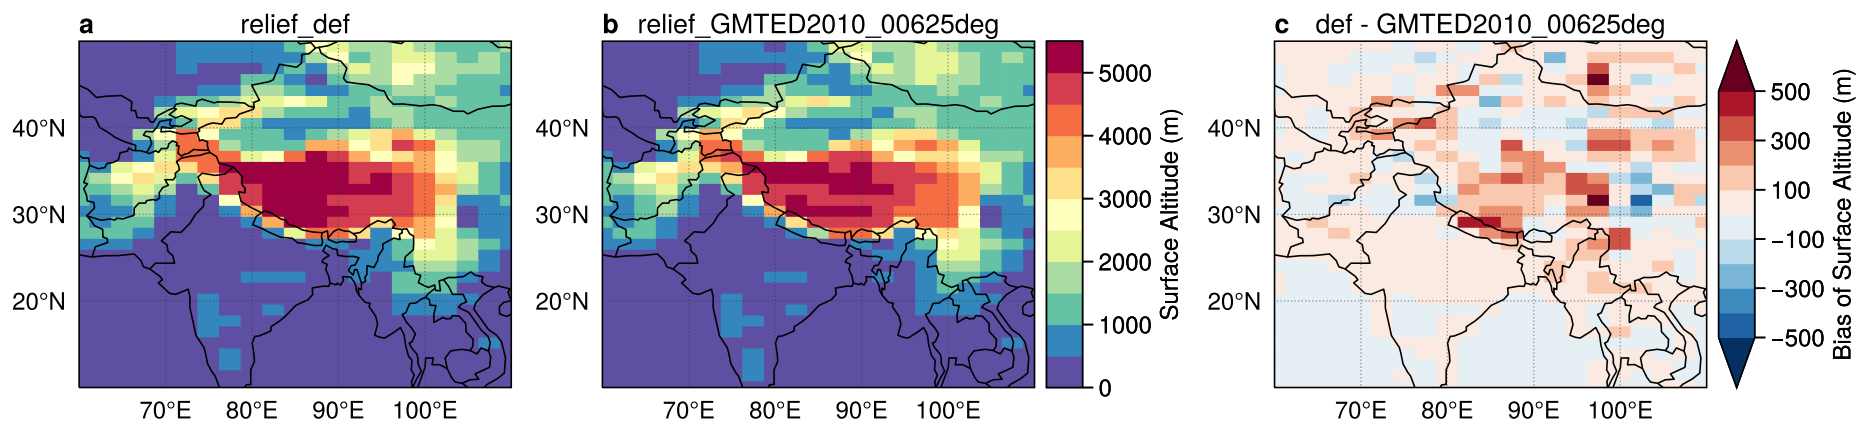 a relief_def
40°N
30°N
20°N
70°E 80°E 90°E 100°E
b relief_GMTED2010_00625deg
40°N
30°N
20°N
70°E 80°E 90°E 100°E
5000
4000
3000
2000
1000
0
Surface Altitude (m)
c def - GMTED2010_00625deg
40°N
30°N
20°N
70°E 80°E 90°E 100°E
500
300
100
−100
−300
−500
Bias of Surface Altitude (m)